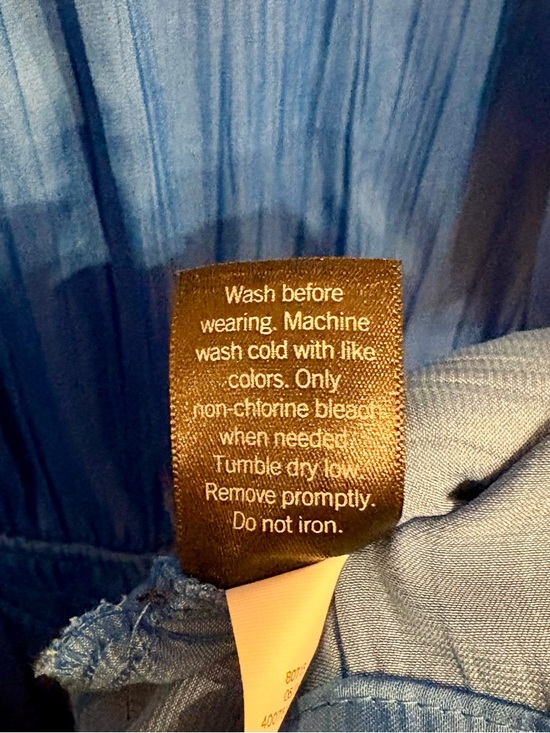 Wash before
wearing. Machine
wash cold with like
colors. Only
non-chlorine bleach
when needed.
Tumble dry low.
Remove promptly.
Do not iron.